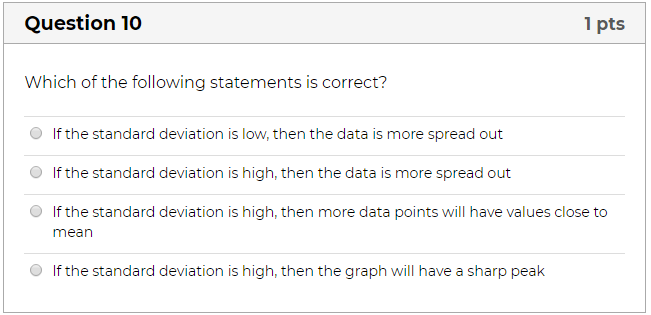 Question 10
1 pts
Which of the following statements is correct?
If the standard deviation is low, then the data is more spread out
If the standard deviation is high, then the data is more spread out
If the standard deviation is high, then more data points will have values close to
mean
If the standard deviation is high, then the graph will have a sharp peak